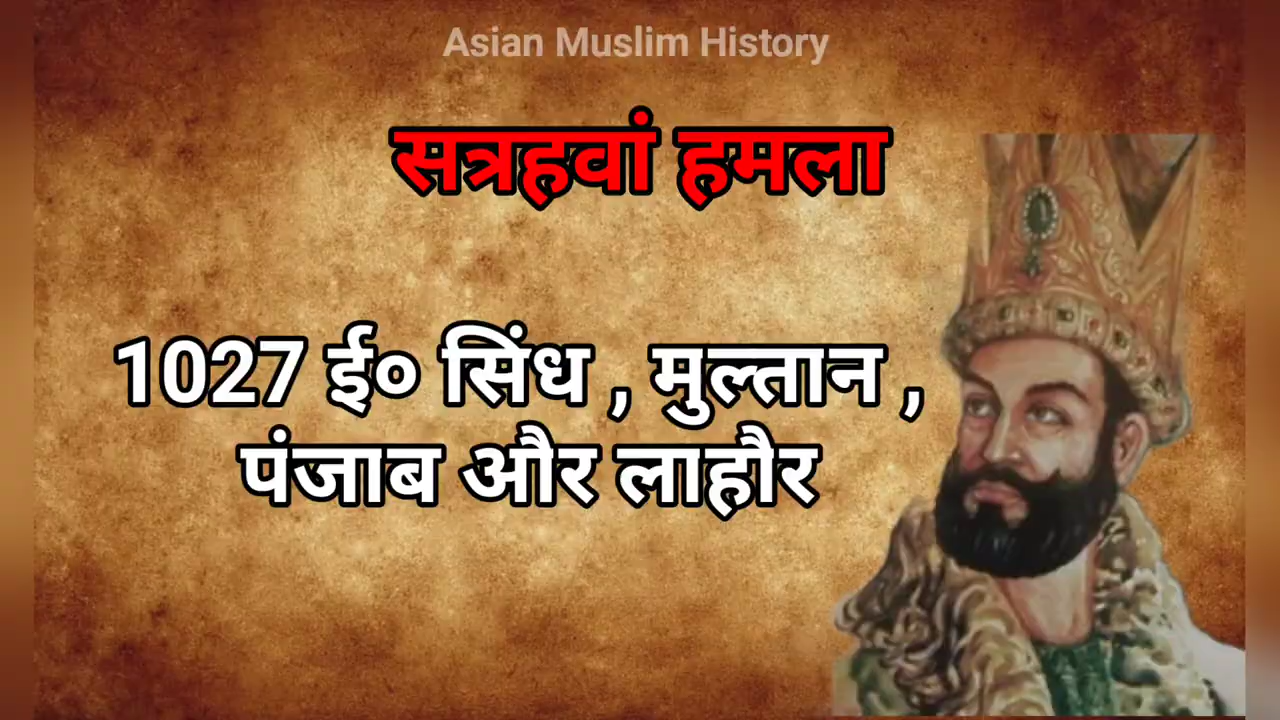 Asian Muslim History
सत्रहवां हमला
1027 ई० सिंध , मुल्तान ,
पंजाब और लाहौर